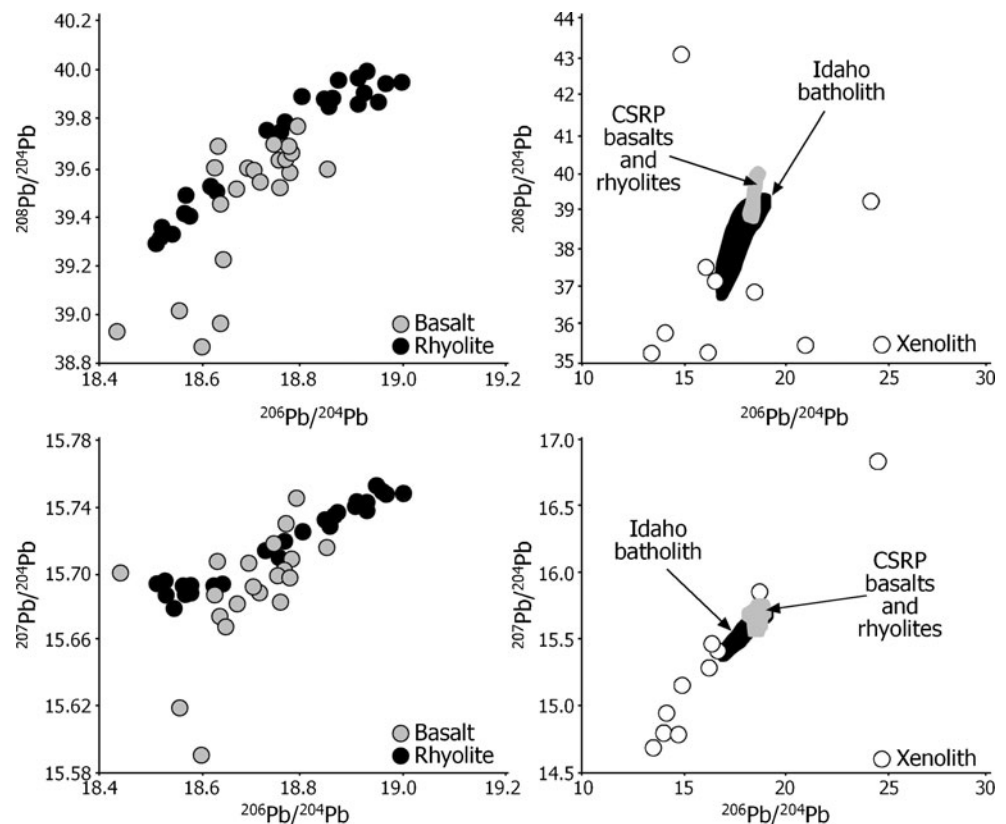 40.2
40.0
39.8
39.6
39.4
39.2
39.0
38.8
²⁰⁸Pb/²⁰⁴Pb
18.4
18.6
18.8
19.0
19.2
²⁰⁶Pb/²⁰⁴Pb
Basalt
Rhyolite
44
43
42
41
40
39
38
37
36
35
²⁰⁸Pb/²⁰⁴Pb
10
15
20
25
30
²⁰⁶Pb/²⁰⁴Pb
CSRP
basalts
and
rhyolites
Idaho
batholith
Xenolith
15.78
15.74
15.70
15.66
15.62
15.58
²⁰⁷Pb/²⁰⁴Pb
18.4
18.6
18.8
19.0
19.2
²⁰⁶Pb/²⁰⁴Pb
Basalt
Rhyolite
17.0
16.5
16.0
15.5
15.0
14.5
²⁰⁷Pb/²⁰⁴Pb
10
15
20
25
30
²⁰⁶Pb/²⁰⁴Pb
Idaho
batholith
CSRP
basalts
and
rhyolites
Xenolith